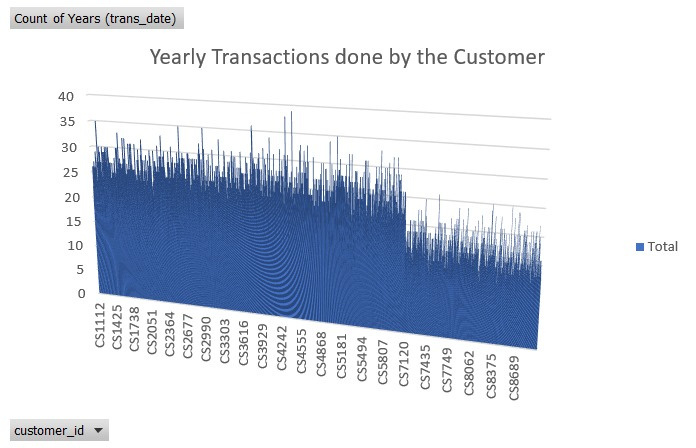 Count of Years (trans_date)
Yearly Transactions done by the Customer
40
35
30
25
20
15
10
5
0
Total
CS1112
CS1425
CS1738
CS2051
CS2364
CS2677
CS2990
CS3303
CS3616
CS3929
CS4242
CS4555
CS4868
CS5181
CS5494
CS5807
CS7120
CS7435
CS7749
CS8062
CS8375
CS8689
customer_id